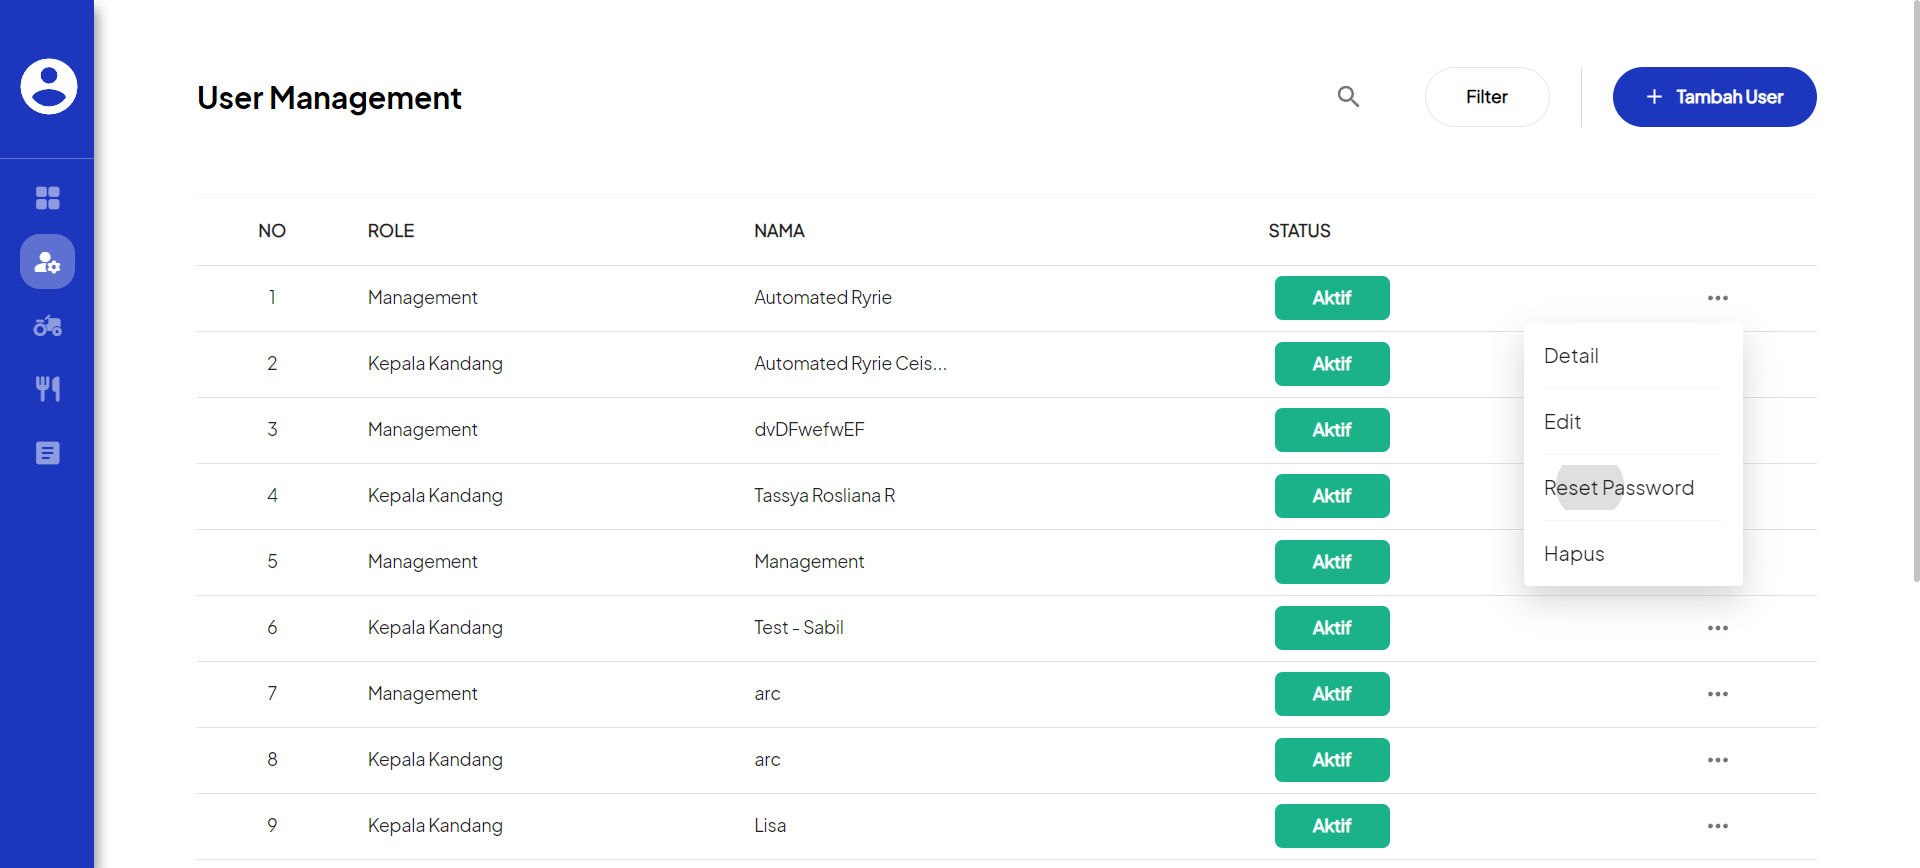 User Management
Filter
+ Tambah User
NO ROLE NAMA STATUS
1 Management Automated Ryrie Aktif
2 Kepala Kandang Automated Ryrie Ceis... Aktif
Detail
3 Management dvDFwefwEF Aktif
Edit
4 Kepala Kandang Tassya Rosliana R Aktif
Reset Password
5 Management Management Aktif
Hapus
6 Kepala Kandang Test - Sabil Aktif
7 Management arc Aktif
8 Kepala Kandang arc Aktif
9 Kepala Kandang Lisa Aktif